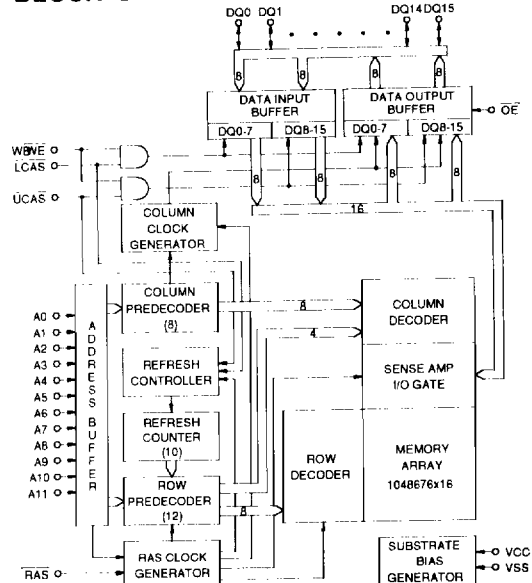 DQ0 DQ1 DQ14 DQ15
8 8 8 8
DATA INPUT BUFFER
DATA OUTPUT BUFFER
DQ0-7 DQ8-15 DQ0-7 DQ8-15
OE
LCAS
UCAS
8 8 8 8
16
COLUMN CLOCK GENERATOR
COLUMN PREDECODER (8)
8
4
COLUMN DECODER
REFRESH CONTROLLER
SENSE AMP I/O GATE
REFRESH COUNTER (10)
ROW PREDECODER (12)
8
ROW DECODER
MEMORY ARRAY 1048676x16
RAS CLOCK GENERATOR
SUBSTRATE BIAS GENERATOR
VCC
VSS
A0
A1
A2
A3
A4
A5
A6
A7
A8
A9
A10
A11
ADDRESS BUFFER
RAS